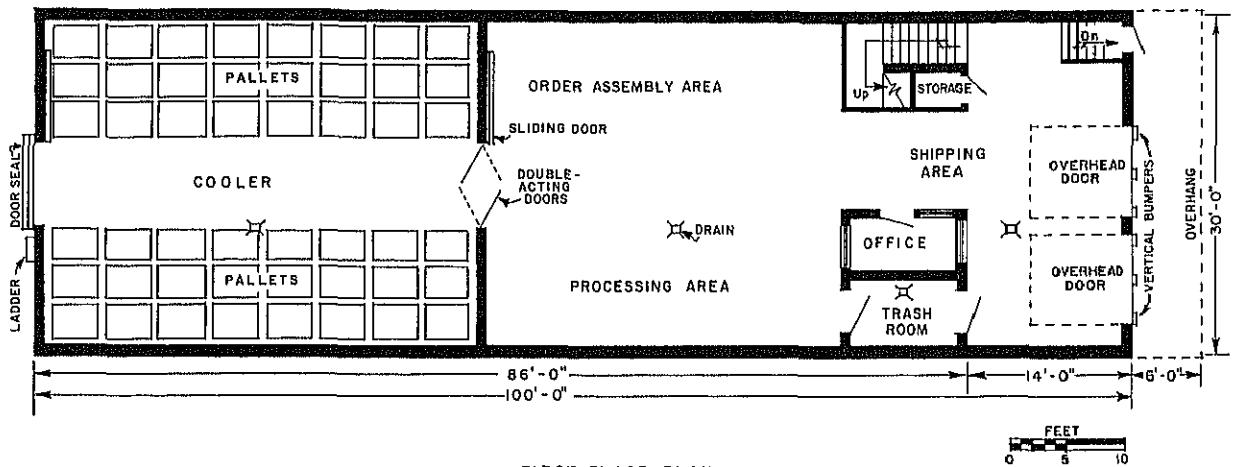 PALLETS
ORDER ASSEMBLY AREA
Up
STORAGE
Dn
SLIDING DOOR
DOOR SEAL
COOLER
DOUBLE-
ACTING
DOORS
SHIPPING
AREA
OVERHEAD
DOOR
VERTICAL BUMPERS
OVERHANG
30'-0"
DRAIN
OFFICE
LADDER
PALLETS
PROCESSING AREA
TRASH
ROOM
OVERHEAD
DOOR
86'-0"
14'-0"
6'-0"
100'-0"
FEET
0 5 10